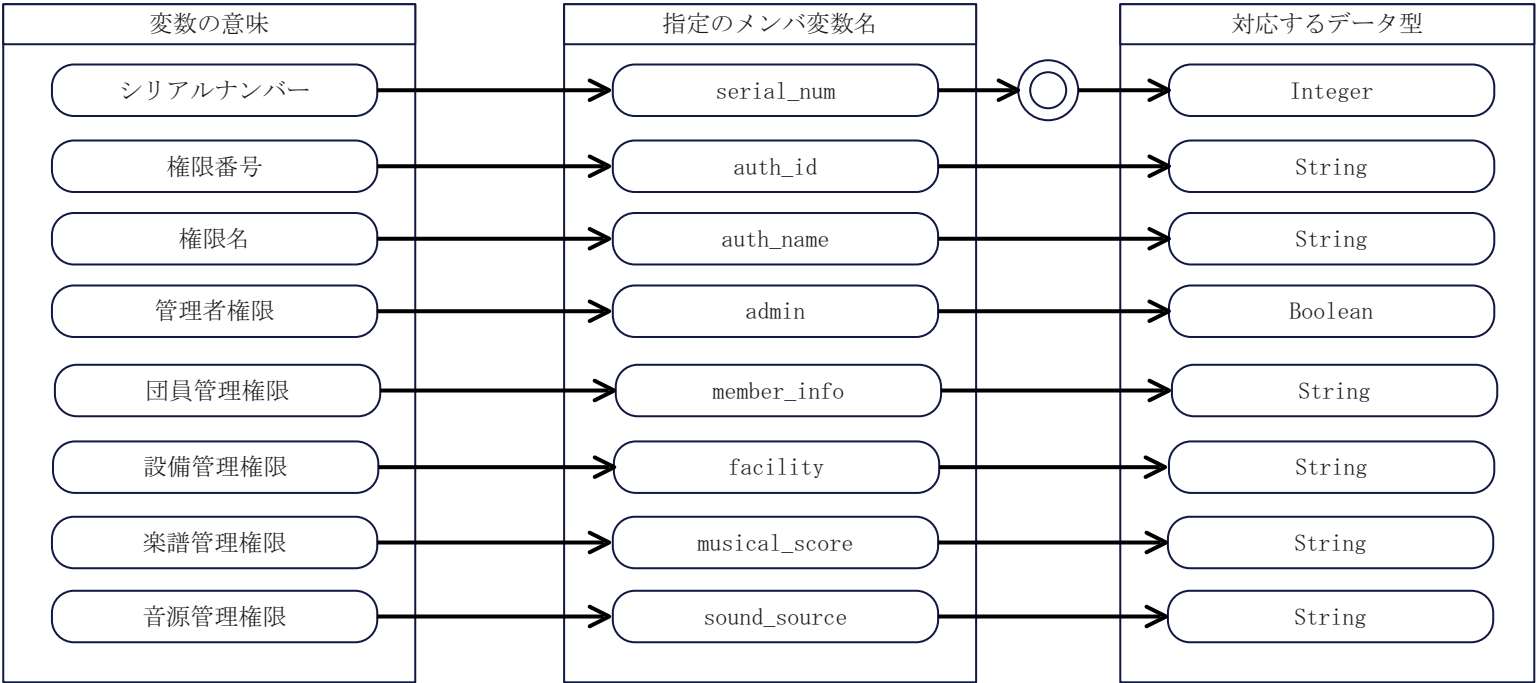 変数の意味 指定のメンバ変数名 対応するデータ型
シリアルナンバー serial_num Integer
権限番号 auth_id String
権限名 auth_name String
管理者権限 admin Boolean
団員管理権限 member_info String
設備管理権限 facility String
楽譜管理権限 musical_score String
音源管理権限 sound_source String